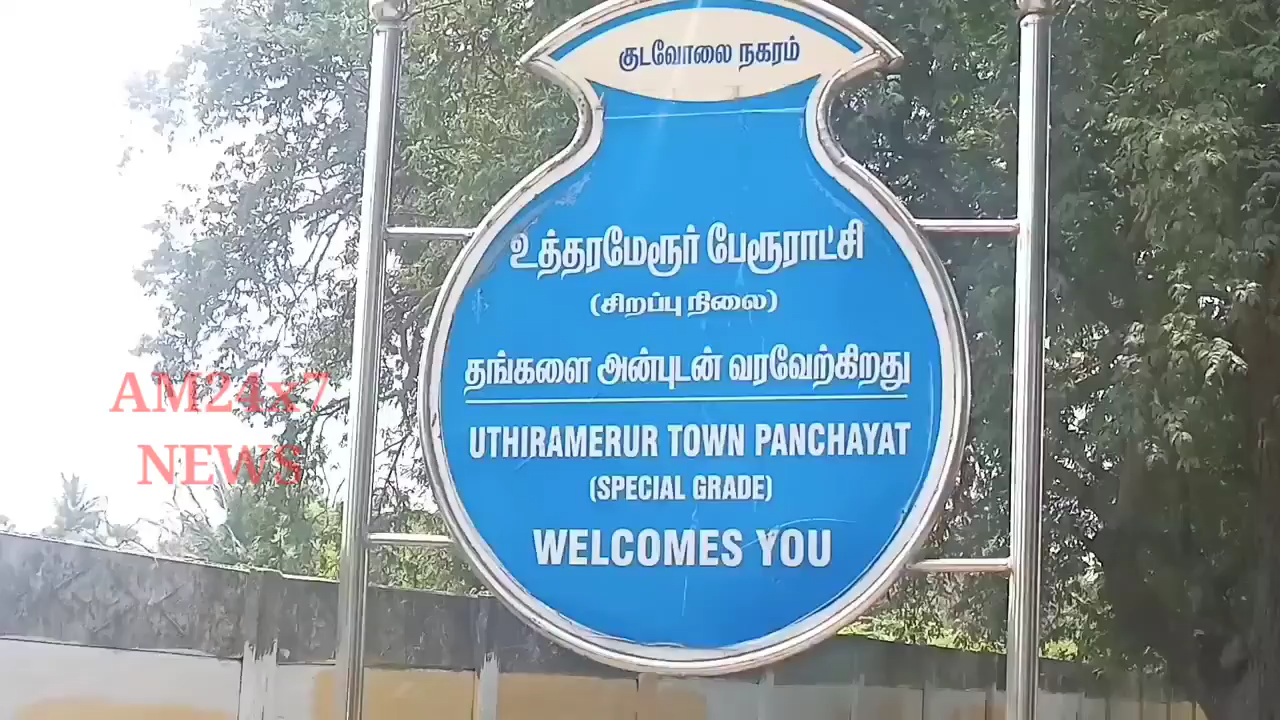 குடவோலை நகரம்
உத்தரமேரூர் பேரூராட்சி
(சிறப்பு நிலை)
தங்களை அன்புடன் வரவேற்கிறது
UTHIRAMERUR TOWN PANCHAYAT
(SPECIAL GRADE)
WELCOMES YOU
AM24x7
NEWS